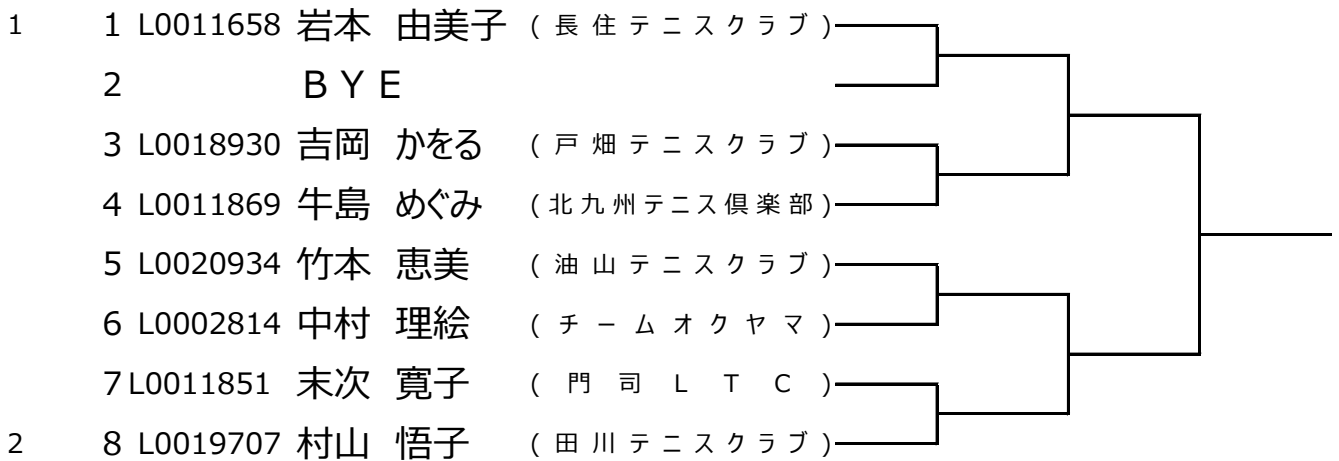 1 1 L0011658 岩本 由美子 (長住テニスクラブ)
2 BYE
3 L0018930 吉岡 かをる (戸畑テニスクラブ)
4 L0011869 牛島 めぐみ (北九州テニス倶楽部)
5 L0020934 竹本 恵美 (油山テニスクラブ)
6 L0002814 中村 理絵 (チームオクヤマ)
7 L0011851 末次 寛子 (門司LTC)
2 8 L0019707 村山 悟子 (田川テニスクラブ)